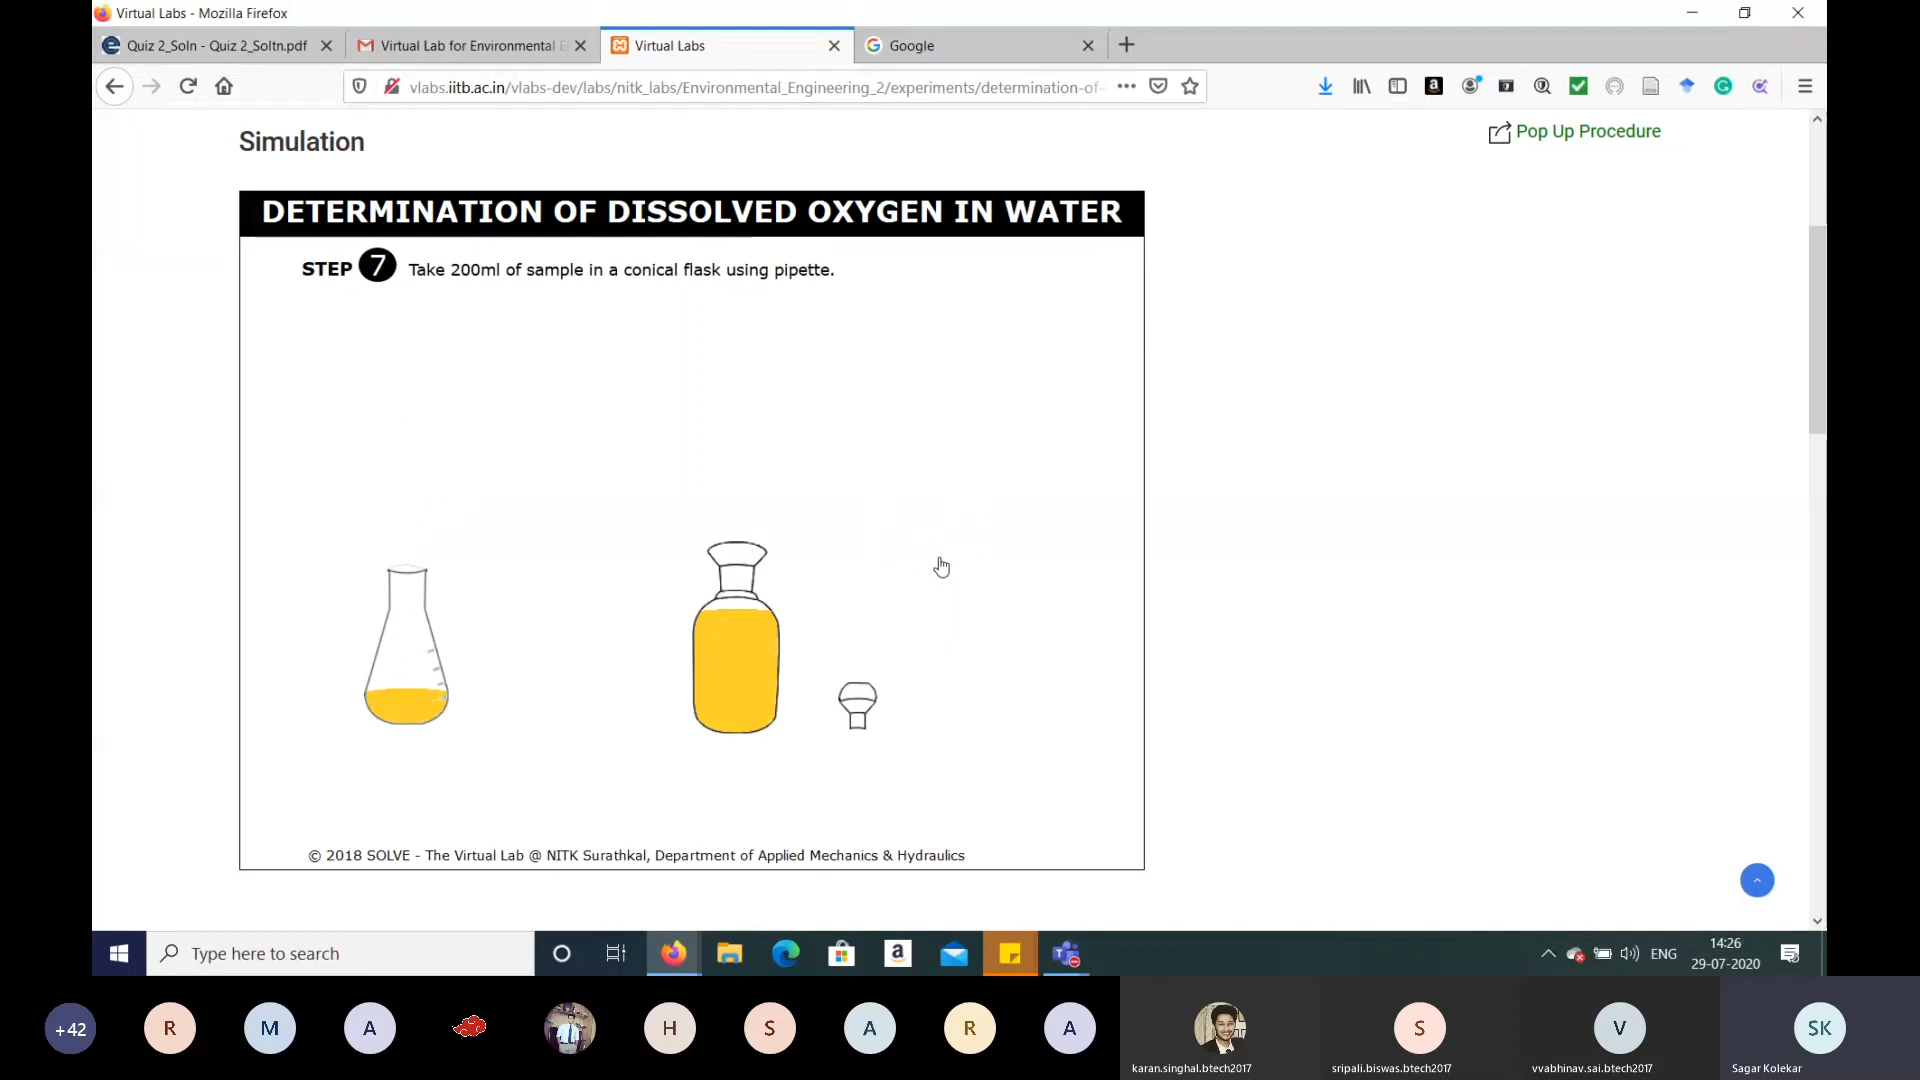 Virtual Labs - Mozilla Firefox
Quiz 2_Soln - Quiz 2_Soltn.pdf
Virtual Lab for Environmental E
Virtual Labs
Google
vlabs.iitb.ac.in/vlabs-dev/labs/nitk_labs/Environmental_Engineering_2/experiments/determination-of-
Simulation
Pop Up Procedure
DETERMINATION OF DISSOLVED OXYGEN IN WATER
STEP 7 Take 200ml of sample in a conical flask using pipette.
© 2018 SOLVE - The Virtual Lab @ NITK Surathkal, Department of Applied Mechanics & Hydraulics
Type here to search
ENG
14:26
29-07-2020
+42
R
M
A
H
S
A
R
A
S
V
SK
karan.singhal.btech2017
sripali.biswas.btech2017
vvabhinav.sai.btech2017
Sagar Kolekar